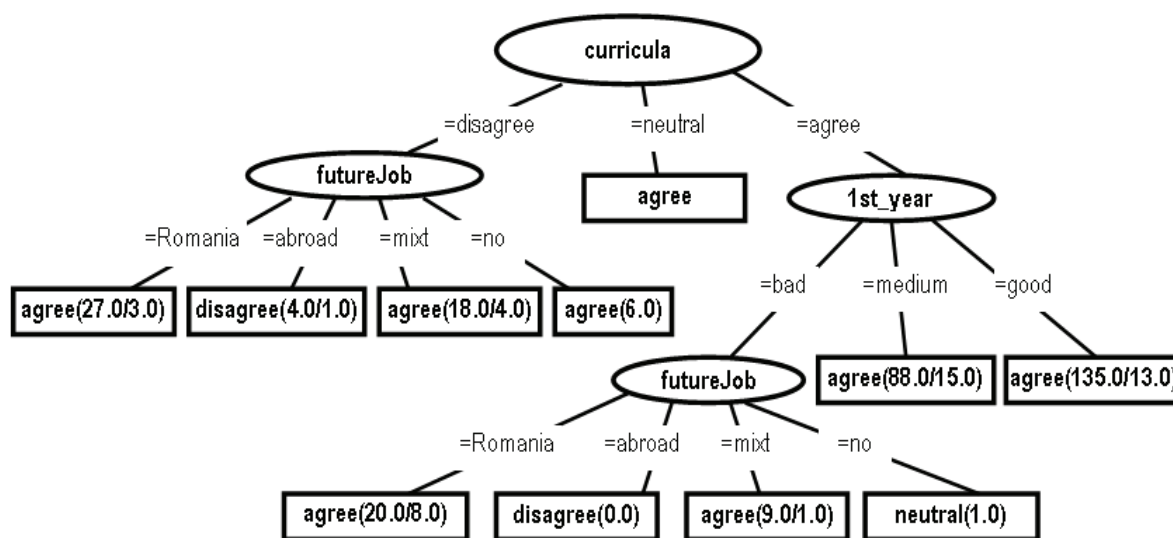 curricula
=disagree
=neutral
=agree
futureJob
agree
1st_year
=Romania
=abroad
=mixt
=no
=bad
=medium
=good
agree(27.0/3.0)
disagree(4.0/1.0)
agree(18.0/4.0)
agree(6.0)
futureJob
agree(88.0/15.0)
agree(135.0/13.0)
=Romania
=abroad
=mixt
=no
agree(20.0/8.0)
disagree(0.0)
agree(9.0/1.0)
neutral(1.0)